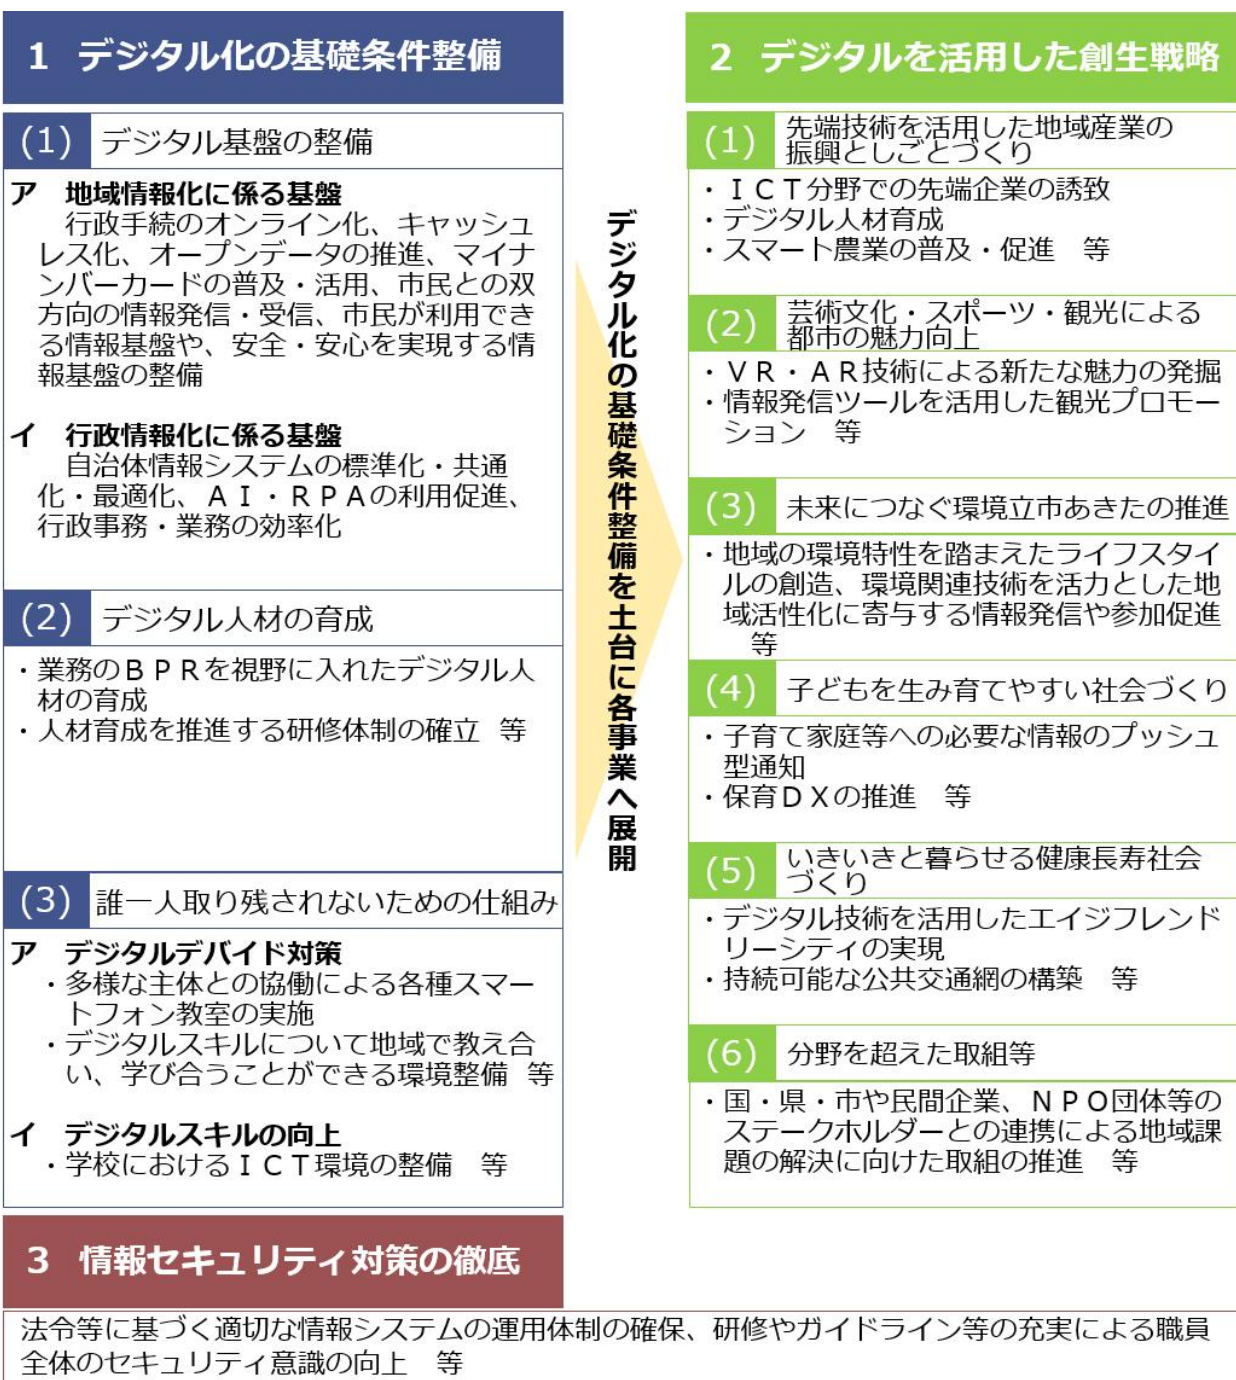 1 デジタル化の基礎条件整備
(1) デジタル基盤の整備
ア 地域情報化に係る基盤
行政手続のオンライン化、キャッシュ
レス化、オープンデータの推進、マイナ
ンバーカードの普及・活用、市民との双
方向の情報発信・受信、市民が利用でき
る情報基盤や、安全・安心を実現する情
報基盤の整備
イ 行政情報化に係る基盤
自治体情報システムの標準化・共通
化・最適化、ＡＩ・ＲＰＡの利用促進、
行政事務・業務の効率化
(2) デジタル人材の育成
・業務のＢＰＲを視野に入れたデジタル人
材の育成
・人材育成を推進する研修体制の確立 等
(3) 誰一人取り残されないための仕組み
ア デジタルデバイド対策
・多様な主体との協働による各種スマー
トフォン教室の実施
・デジタルスキルについて地域で教え合
い、学び合うことができる環境整備 等
イ デジタルスキルの向上
・学校におけるＩＣＴ環境の整備 等
デジタル化の基礎条件整備を土台に各事業へ展開
2 デジタルを活用した創生戦略
(1) 先端技術を活用した地域産業の
振興としごとづくり
・ＩＣＴ分野での先端企業の誘致
・デジタル人材育成
・スマート農業の普及・促進 等
(2) 芸術文化・スポーツ・観光による
都市の魅力向上
・ＶＲ・ＡＲ技術による新たな魅力の発掘
・情報発信ツールを活用した観光プロモー
ション 等
(3) 未来につなぐ環境立市あきたの推進
・地域の環境特性を踏まえたライフスタイ
ルの創造、環境関連技術を活力とした地
域活性化に寄与する情報発信や参加促進
等
(4) 子どもを生み育てやすい社会づくり
・子育て家庭等への必要な情報のプッシュ
型通知
・保育ＤＸの推進 等
(5) いきいきと暮らせる健康長寿社会
づくり
・デジタル技術を活用したエイジフレンド
リーシティの実現
・持続可能な公共交通網の構築 等
(6) 分野を超えた取組等
・国・県・市や民間企業、ＮＰＯ団体等の
ステークホルダーとの連携による地域課
題の解決に向けた取組の推進 等
3 情報セキュリティ対策の徹底
法令等に基づく適切な情報システムの運用体制の確保、研修やガイドライン等の充実による職員
全体のセキュリティ意識の向上 等